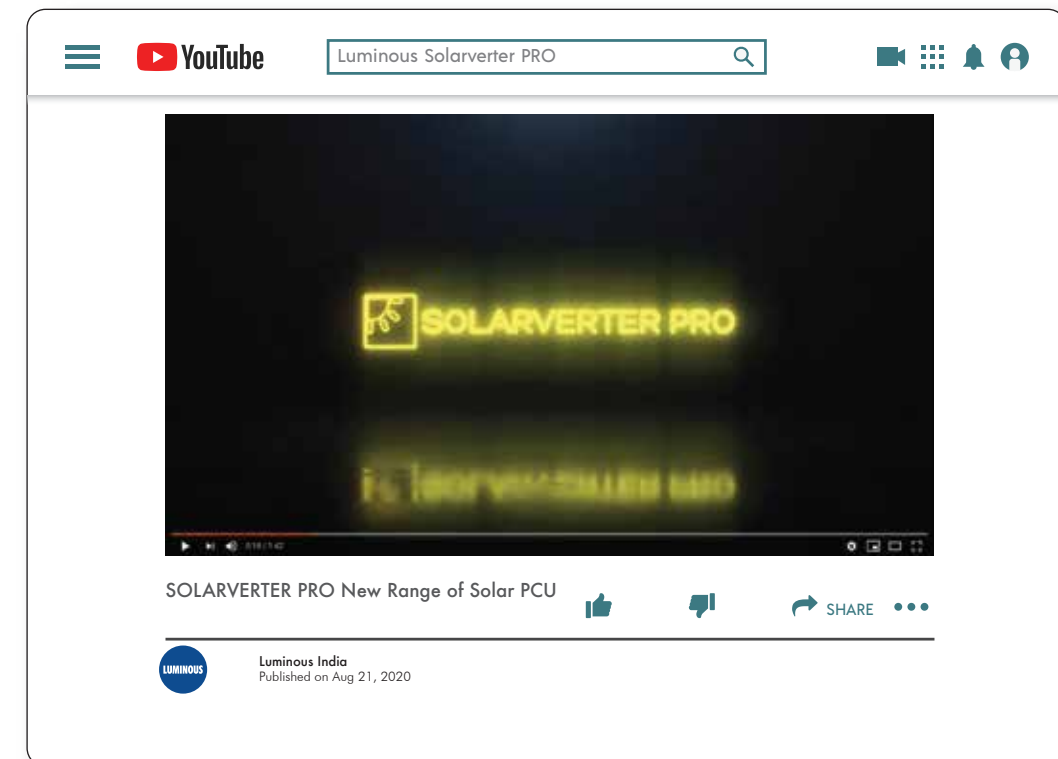 YouTube
Luminous Solarverter PRO
SOLARVERTER PRO
SOLARVERTER PRO New Range of Solar PCU
SHARE
LUMINOUS
Luminous India
Published on Aug 21, 2020